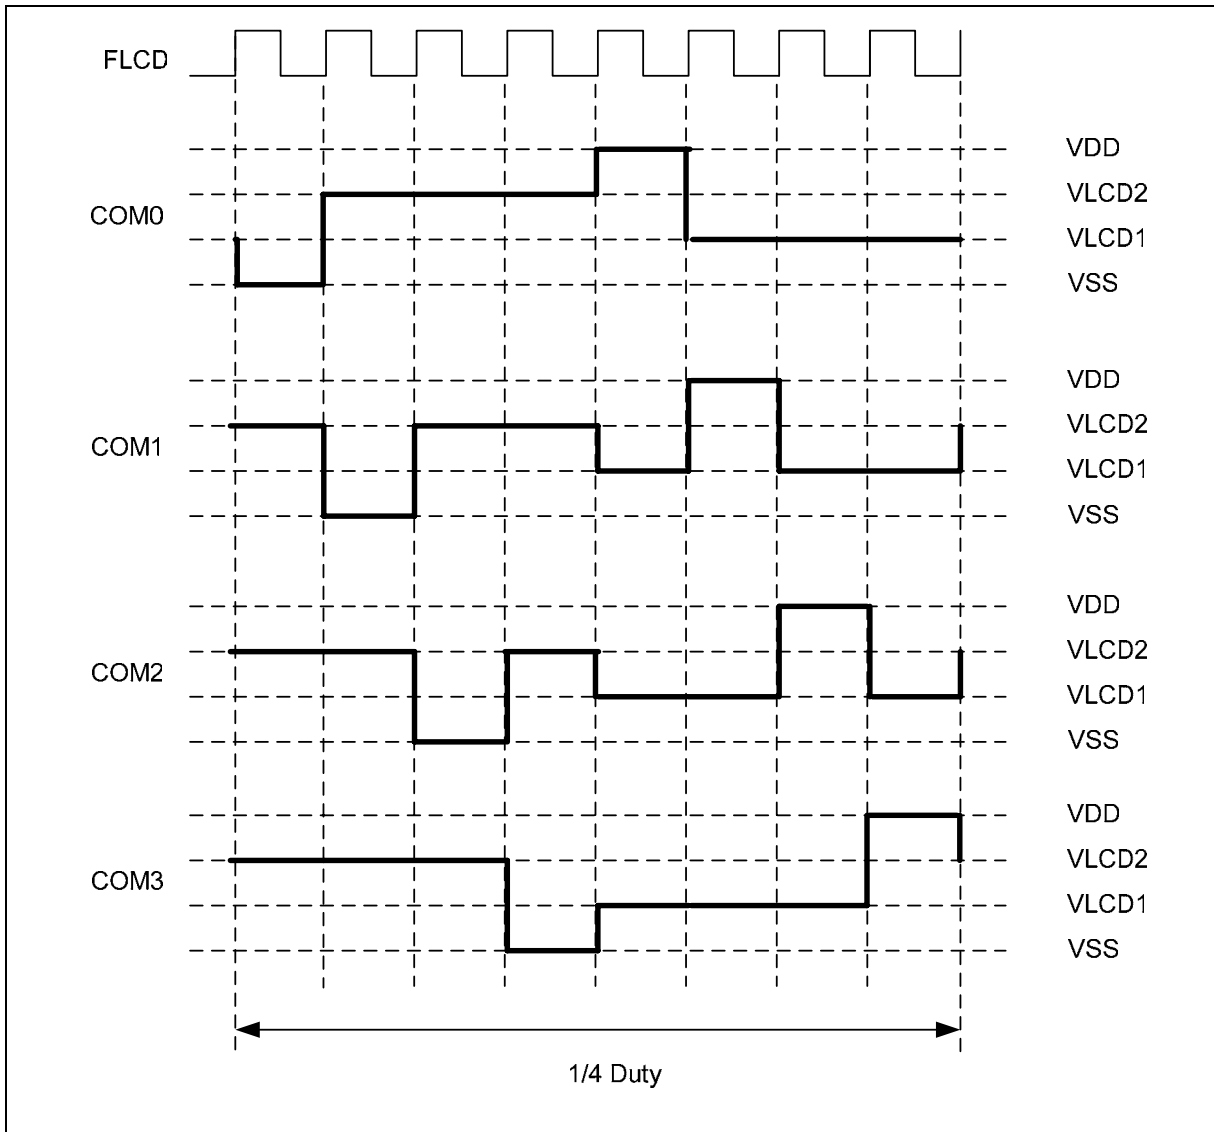 FLCD
COM0
VDD
VLCD2
VLCD1
VSS
COM1
VDD
VLCD2
VLCD1
VSS
COM2
VDD
VLCD2
VLCD1
VSS
COM3
VDD
VLCD2
VLCD1
VSS
1/4 Duty